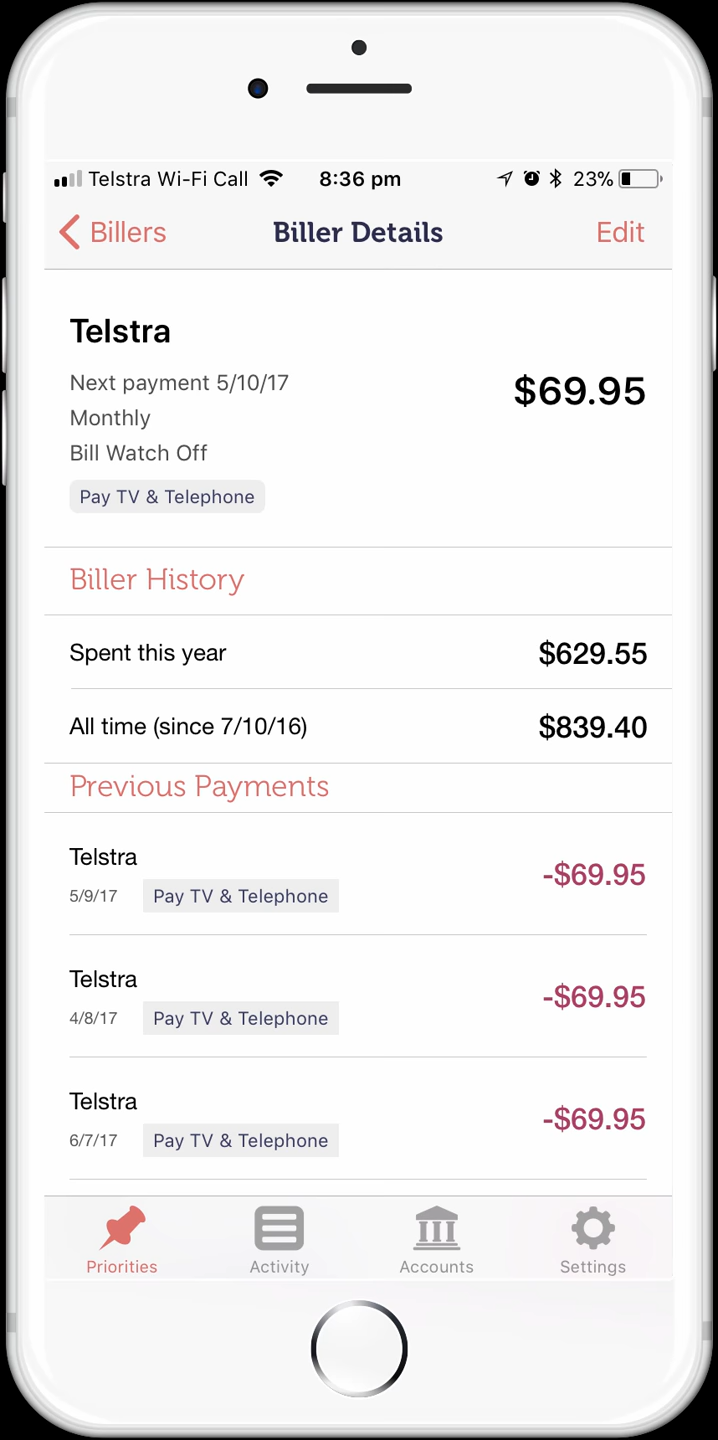 Telstra Wi-Fi Call 8:36 pm 23%
Billers Biller Details Edit
Telstra
Next payment 5/10/17 $69.95
Monthly
Bill Watch Off
Pay TV & Telephone
Biller History
Spent this year $629.55
All time (since 7/10/16) $839.40
Previous Payments
Telstra -$69.95
5/9/17 Pay TV & Telephone
Telstra -$69.95
4/8/17 Pay TV & Telephone
Telstra -$69.95
6/7/17 Pay TV & Telephone
Priorities Activity Accounts Settings